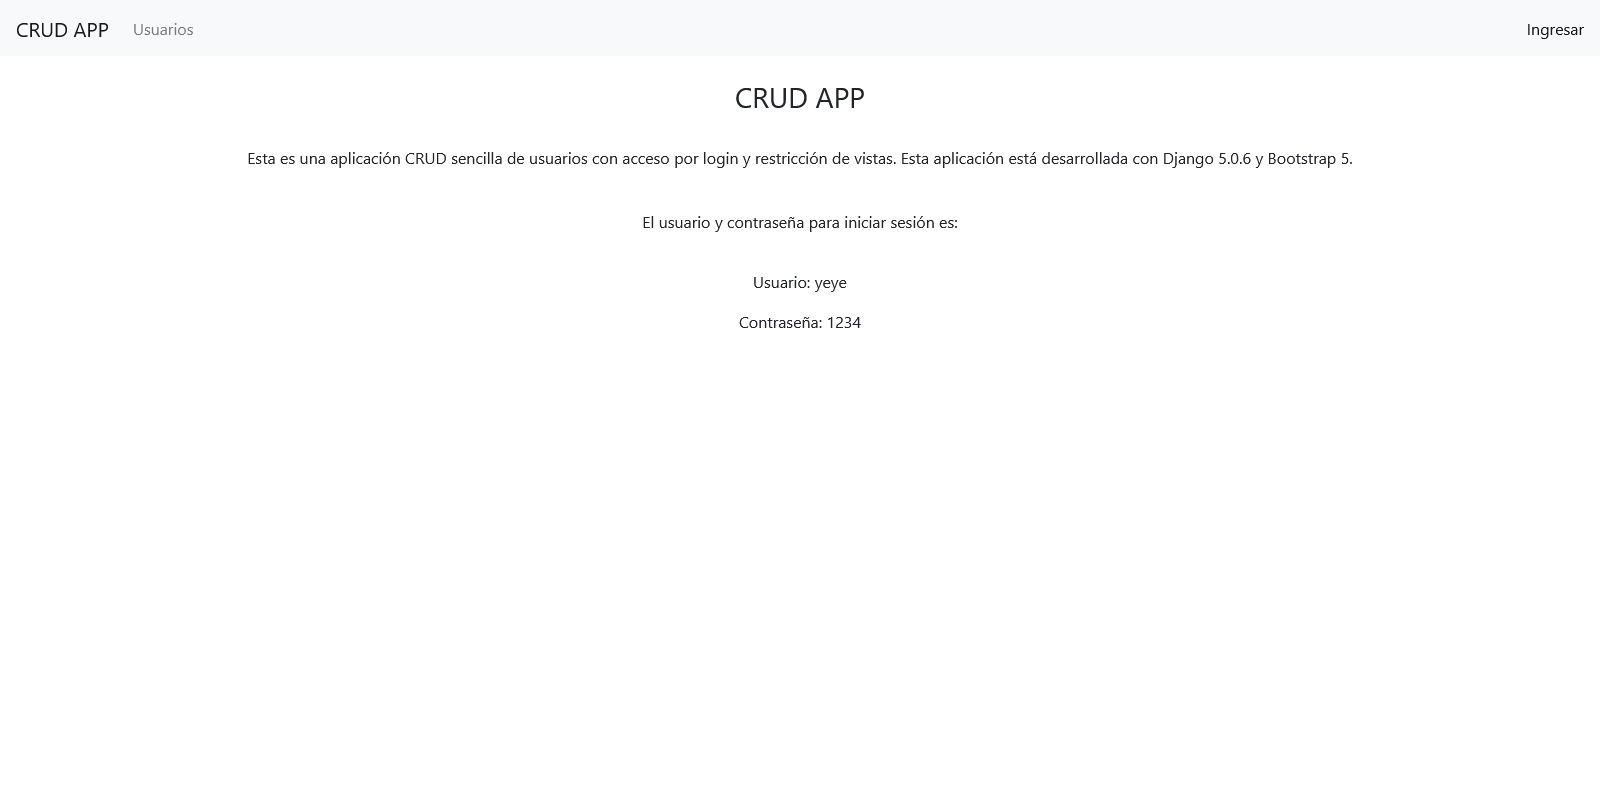 CRUD APP Usuarios Ingresar
CRUD APP
Esta es una aplicación CRUD sencilla de usuarios con acceso por login y restricción de vistas. Esta aplicación está desarrollada con Django 5.0.6 y Bootstrap 5.
El usuario y contraseña para iniciar sesión es:
Usuario: yeye
Contraseña: 1234